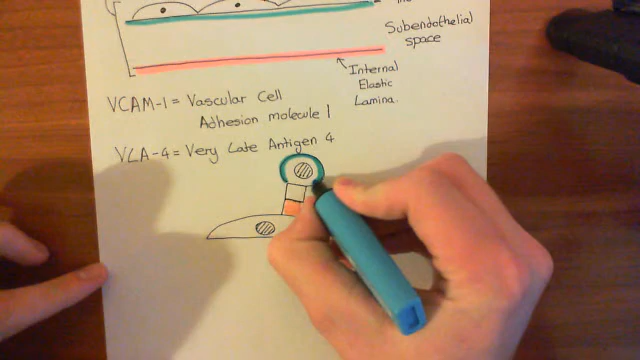 Subendothelial
space
Internal
Elastic
Lamina.
VCAM-1 = Vascular Cell
Adhesion molecule 1
VLA-4 = Very Late Antigen 4